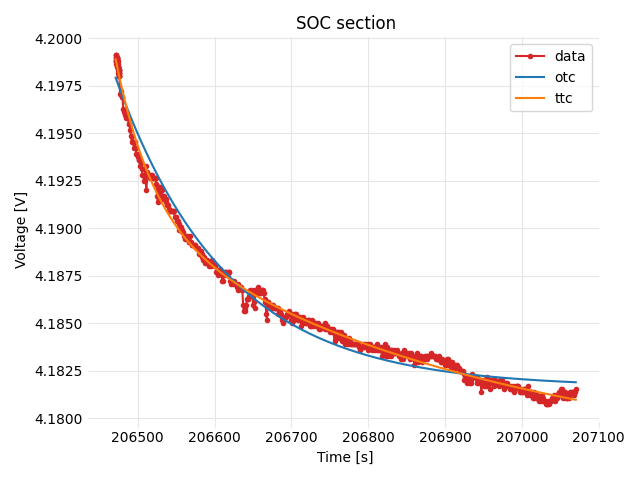 SOC section
4.2000
4.1975
4.1950
4.1925
4.1900
4.1875
4.1850
4.1825
4.1800
Voltage [V]
data
otc
ttc
206500
206600
206700
206800
206900
207000
207100
Time [s]